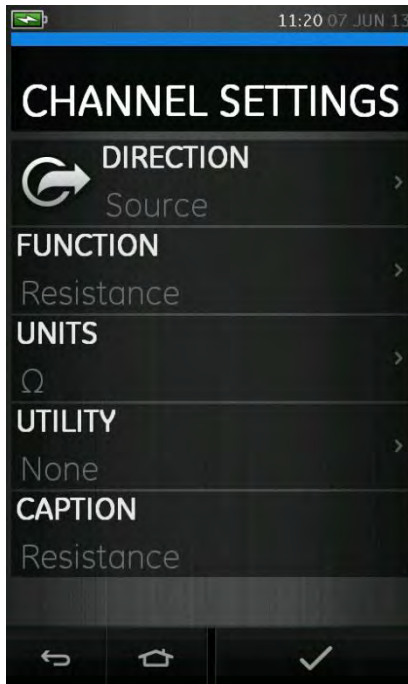 11:20 07 JUN 13
CHANNEL SETTINGS
DIRECTION
Source
FUNCTION
Resistance
UNITS
Ω
UTILITY
None
CAPTION
Resistance